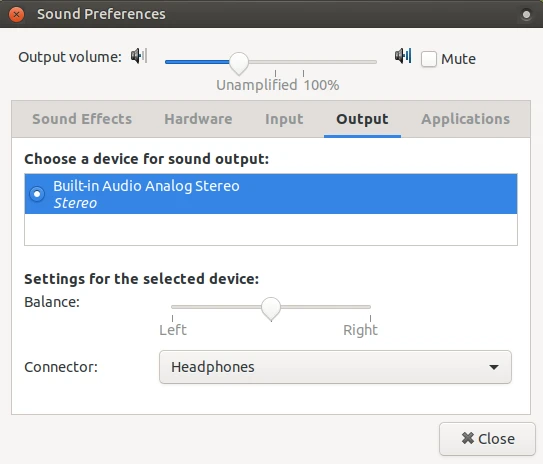 Sound Preferences
Output volume: Mute
Unamplified 100%
Sound Effects Hardware Input Output Applications
Choose a device for sound output:
Built-in Audio Analog Stereo
Stereo
Settings for the selected device:
Balance:
Left Right
Connector: Headphones
Close